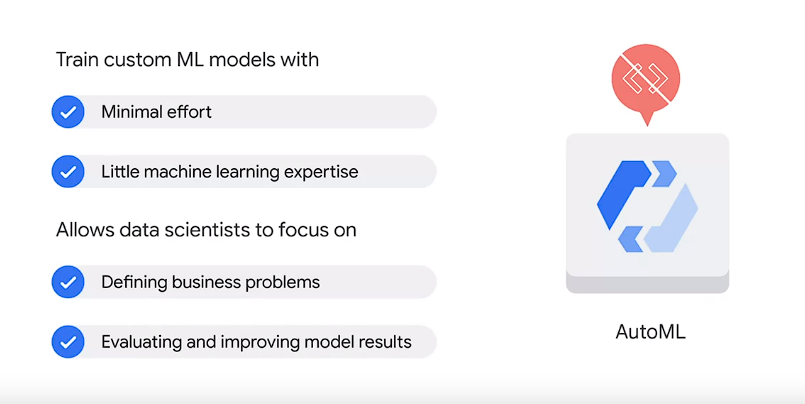 Train custom ML models with
Minimal effort
Little machine learning expertise
Allows data scientists to focus on
Defining business problems
Evaluating and improving model results
AutoML